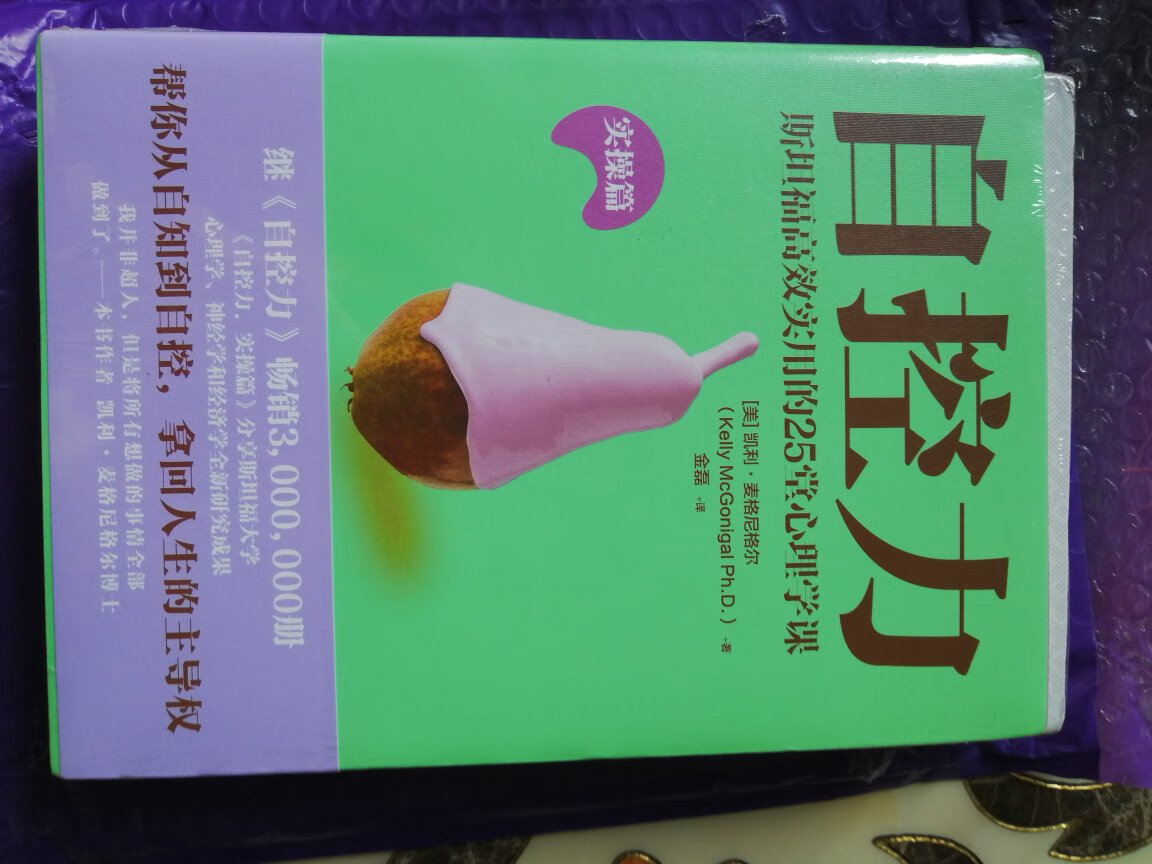 自控力
斯坦福高效实用的25堂心理学课
[美] 凯利·麦格尼格尔
（Kelly McGonigal Ph.D.） +著
金磊 +译
实操篇
继《自控力》畅销3,000,000册
《自控力：实操篇》分享斯坦福大学
心理学、神经学和经济学全新研究成果
帮你从自知到自控，拿回人生的主导权
我并非超人，但是将所有想做的事情全部
做到了。——本书作者 凯利·麦格尼格尔博士